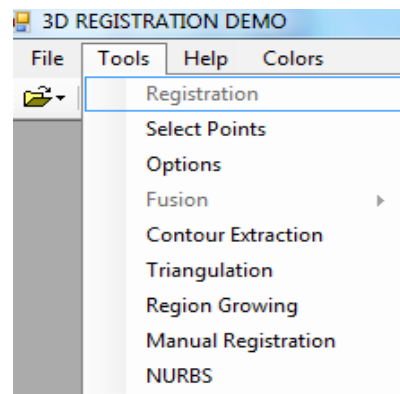 3D REGISTRATION DEMO
File Tools Help Colors
Registration
Select Points
Options
Fusion
Contour Extraction
Triangulation
Region Growing
Manual Registration
NURBS